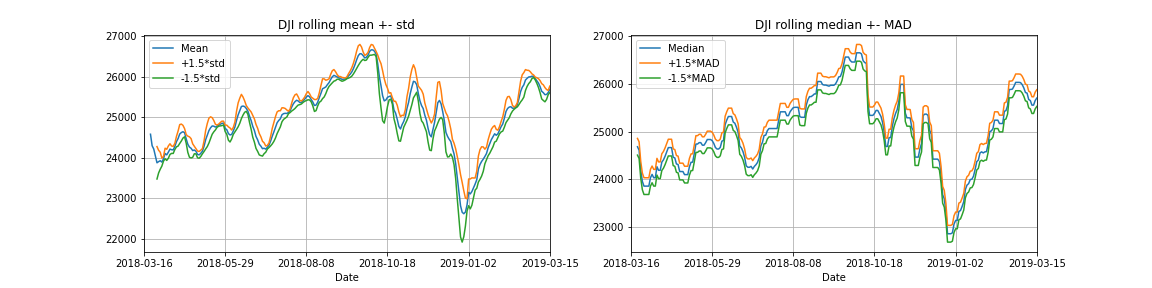 DJI rolling mean +- std
27000
26000
25000
24000
23000
22000
Mean
+1.5*std
-1.5*std
2018-03-16
2018-05-29
2018-08-08
2018-10-18
2019-01-02
2019-03-15
Date
DJI rolling median +- MAD
27000
26000
25000
24000
23000
Median
+1.5*MAD
-1.5*MAD
2018-03-16
2018-05-29
2018-08-08
2018-10-18
2019-01-02
2019-03-15
Date